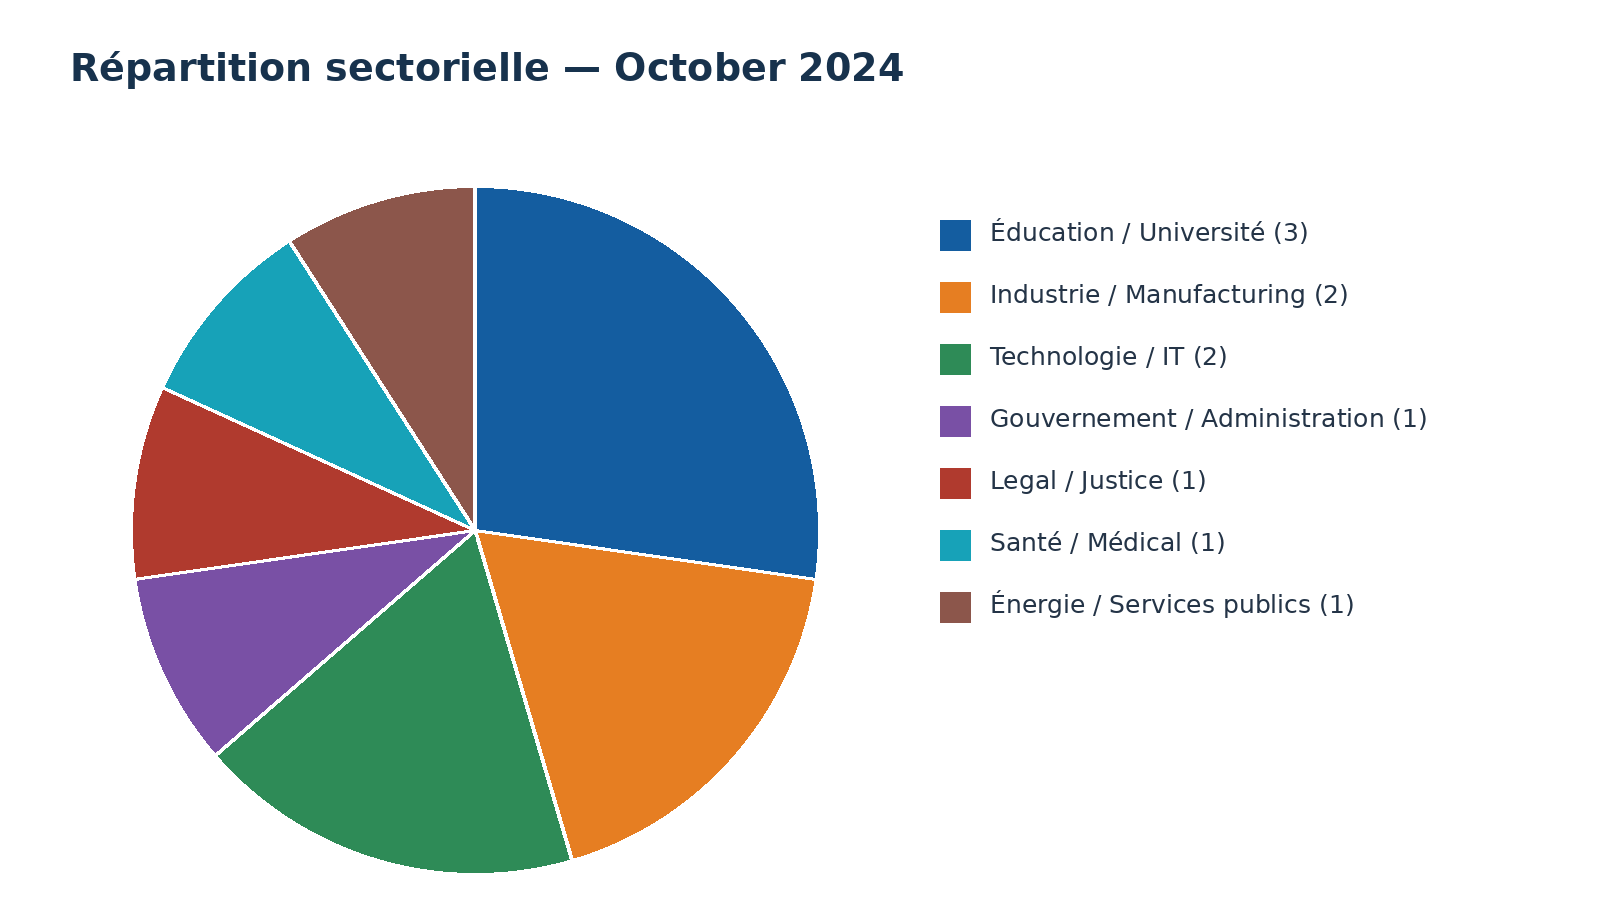 Répartition sectorielle — October 2024
Éducation / Université (3)
Industrie / Manufacturing (2)
Technologie / IT (2)
Gouvernement / Administration (1)
Legal / Justice (1)
Santé / Médical (1)
Énergie / Services publics (1)